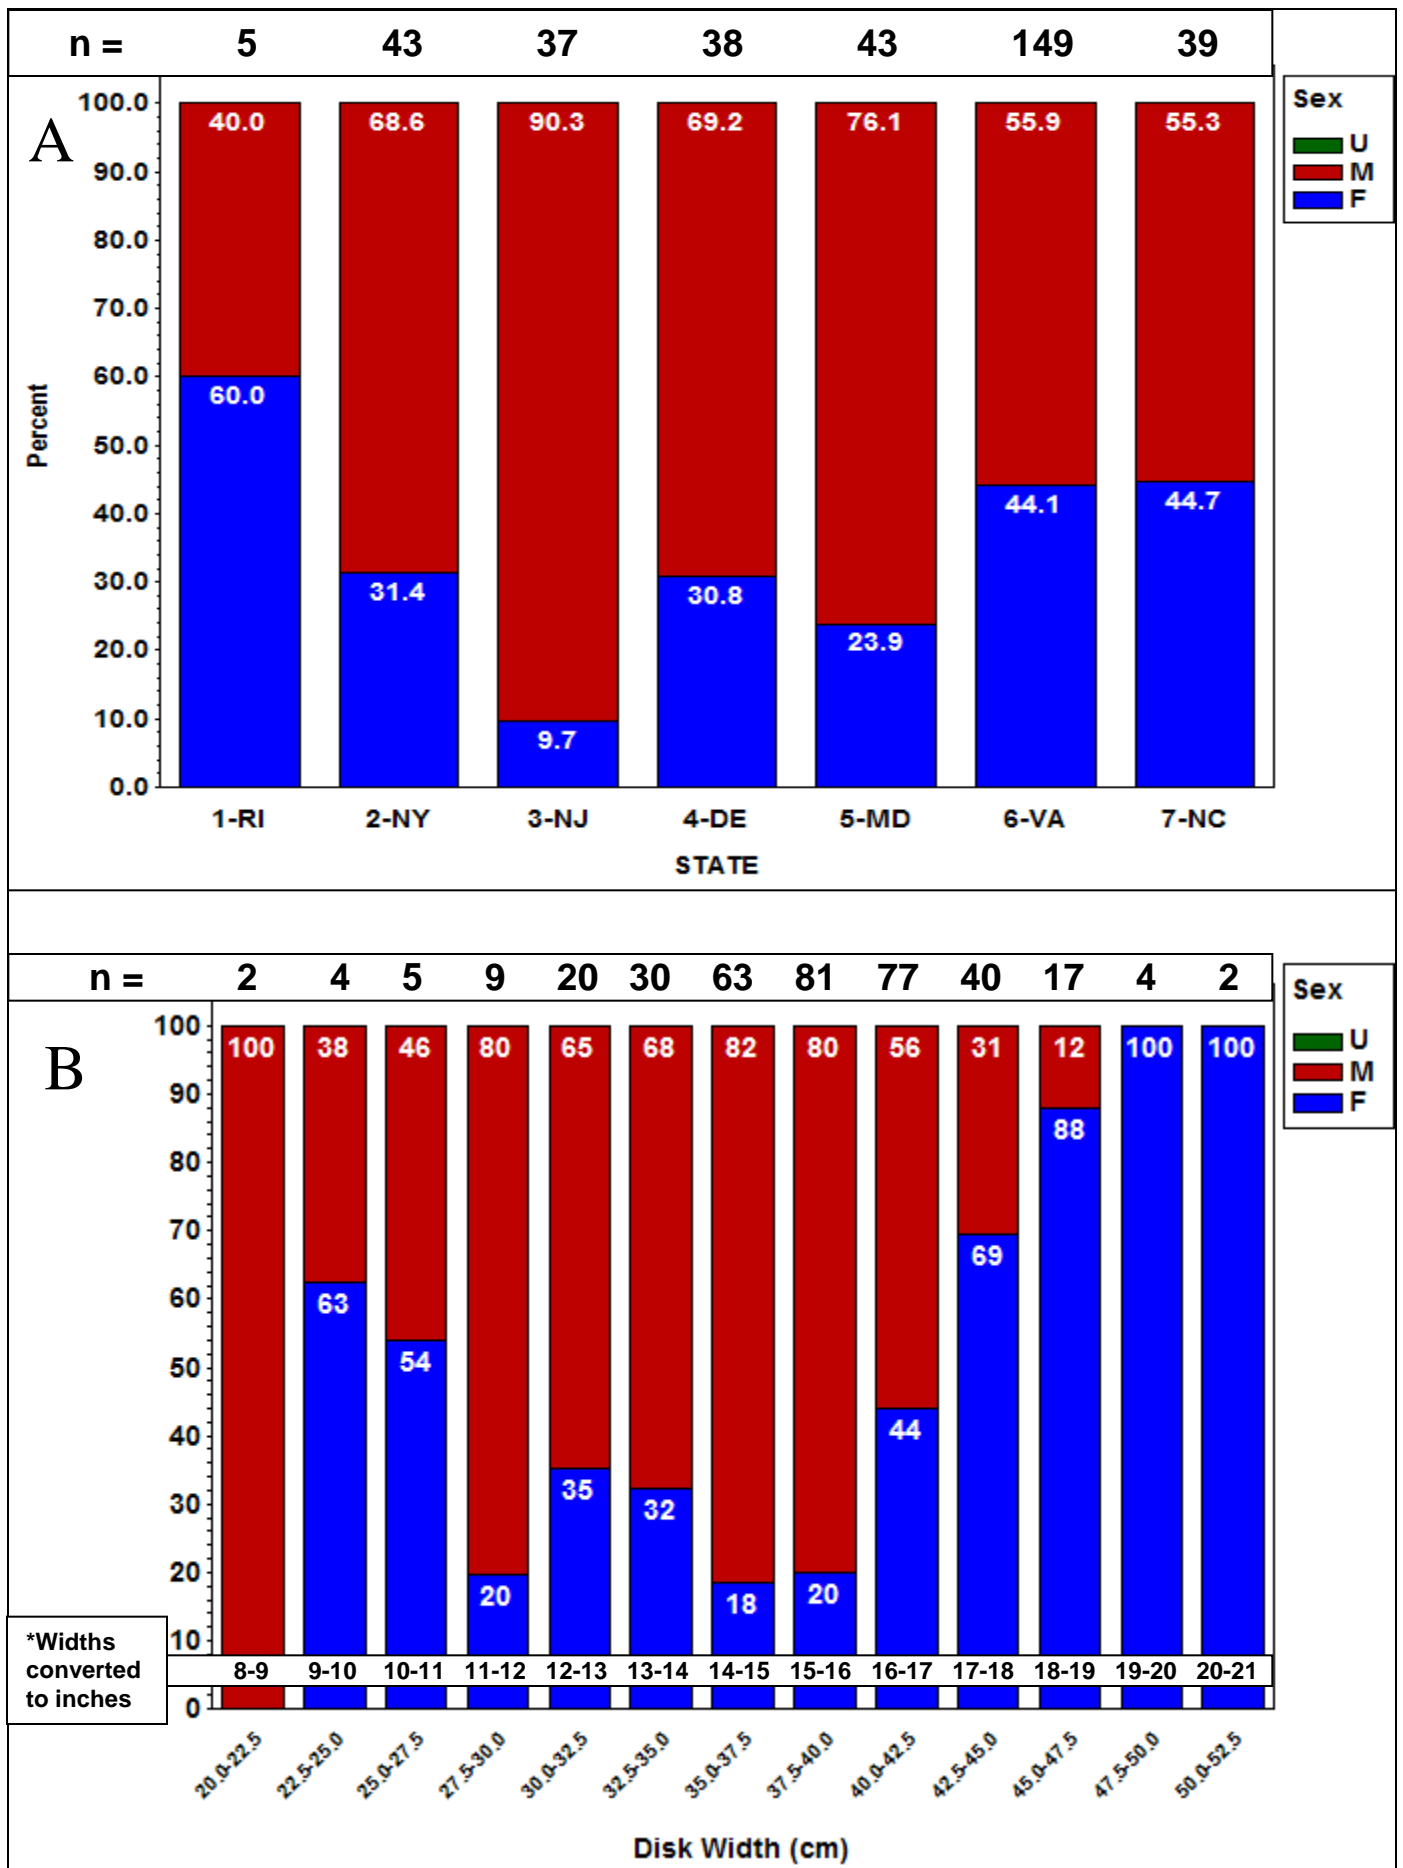 n = 5 43 37 38 43 149 39
A
Sex
U
M
F
100.0
90.0
80.0
70.0
60.0
50.0
40.0
30.0
20.0
10.0
0.0
Percent
40.0 68.6 90.3 69.2 76.1 55.9 55.3
60.0 31.4 9.7 30.8 23.9 44.1 44.7
1-RI 2-NY 3-NJ 4-DE 5-MD 6-VA 7-NC
STATE
n = 2 4 5 9 20 30 63 81 77 40 17 4 2
B
Sex
U
M
F
100
90
80
70
60
50
40
30
20
10
0
100 38 46 80 65 68 82 80 56 31 12 100 100
63 54 20 35 32 18 20 44 69 88
*Widths
converted
to inches
8-9 9-10 10-11 11-12 12-13 13-14 14-15 15-16 16-17 17-18 18-19 19-20 20-21
20.0-22.5 22.5-25.0 25.0-27.5 27.5-30.0 30.0-32.5 32.5-35.0 35.0-37.5 37.5-40.0 40.0-42.5 42.5-45.0 45.0-47.5 47.5-50.0 50.0-52.5
Disk Width (cm)